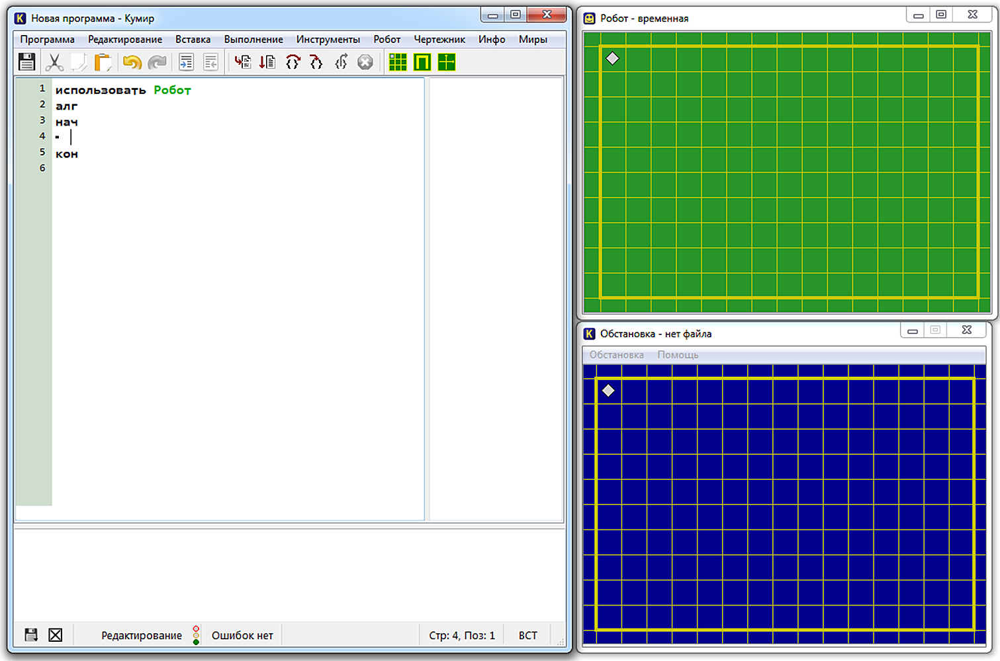 Новая программа - Кумир
Программа Редактирование Вставка Выполнение Инструменты Робот Чертежник Инфо Миры
1 использовать Робот
2 алг
3 нач
4
5 кон
6
Редактирование Ошибок нет Стр: 4, Поз: 1 ВСТ
Робот - временная
Обстановка - нет файла
Обстановка Помощь